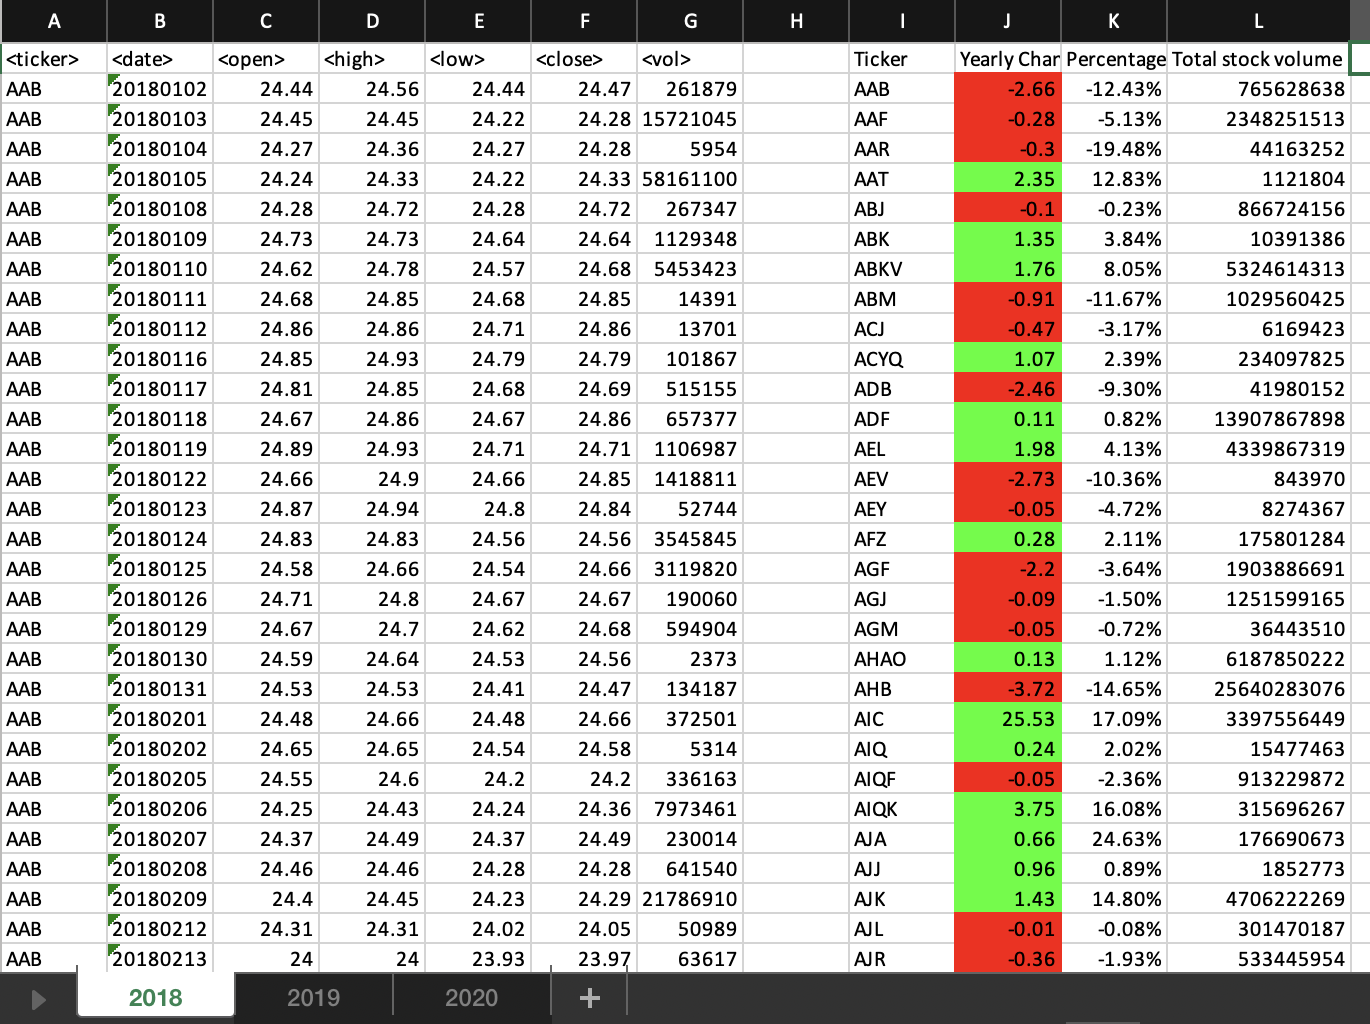 A B C D E F G H I J K L
<ticker> <date> <open> <high> <low> <close> <vol> Ticker Yearly Char Percentage Total stock volume
AAB 20180102 24.44 24.56 24.44 24.47 261879 AAB -2.66 -12.43% 765628638
AAB 20180103 24.45 24.45 24.22 24.28 15721045 AAF -0.28 -5.13% 2348251513
AAB 20180104 24.27 24.36 24.27 24.28 5954 AAR -0.3 -19.48% 44163252
AAB 20180105 24.24 24.33 24.22 24.33 58161100 AAT 2.35 12.83% 1121804
AAB 20180108 24.28 24.72 24.28 24.72 267347 ABJ -0.1 -0.23% 866724156
AAB 20180109 24.73 24.73 24.64 24.64 1129348 ABK 1.35 3.84% 10391386
AAB 20180110 24.62 24.78 24.57 24.68 5453423 ABKV 1.76 8.05% 5324614313
AAB 20180111 24.68 24.85 24.68 24.85 14391 ABM -0.91 -11.67% 1029560425
AAB 20180112 24.86 24.86 24.71 24.86 13701 ACJ -0.47 -3.17% 6169423
AAB 20180116 24.85 24.93 24.79 24.79 101867 ACYQ 1.07 2.39% 234097825
AAB 20180117 24.81 24.85 24.68 24.69 515155 ADB -2.46 -9.30% 41980152
AAB 20180118 24.67 24.86 24.67 24.86 657377 ADF 0.11 0.82% 13907867898
AAB 20180119 24.89 24.93 24.71 24.71 1106987 AEL 1.98 4.13% 4339867319
AAB 20180122 24.66 24.9 24.66 24.85 1418811 AEV -2.73 -10.36% 843970
AAB 20180123 24.87 24.94 24.8 24.84 52744 AEY -0.05 -4.72% 8274367
AAB 20180124 24.83 24.83 24.56 24.56 3545845 AFZ 0.28 2.11% 175801284
AAB 20180125 24.58 24.66 24.54 24.66 3119820 AGF -2.2 -3.64% 1903886691
AAB 20180126 24.71 24.8 24.67 24.67 190060 AGJ -0.09 -1.50% 1251599165
AAB 20180129 24.67 24.7 24.62 24.68 594904 AGM -0.05 -0.72% 36443510
AAB 20180130 24.59 24.64 24.53 24.56 2373 AHAO 0.13 1.12% 6187850222
AAB 20180131 24.53 24.53 24.41 24.47 134187 AHB -3.72 -14.65% 25640283076
AAB 20180201 24.48 24.66 24.48 24.66 372501 AIC 25.53 17.09% 3397556449
AAB 20180202 24.65 24.65 24.54 24.58 5314 AIQ 0.24 2.02% 15477463
AAB 20180205 24.55 24.6 24.2 24.2 336163 AIQF -0.05 -2.36% 913229872
AAB 20180206 24.25 24.43 24.24 24.36 7973461 AIQK 3.75 16.08% 315696267
AAB 20180207 24.37 24.49 24.37 24.49 230014 AJA 0.66 24.63% 176690673
AAB 20180208 24.46 24.46 24.28 24.28 641540 AJJ 0.96 0.89% 1852773
AAB 20180209 24.4 24.45 24.23 24.29 21786910 AJK 1.43 14.80% 4706222269
AAB 20180212 24.31 24.31 24.02 24.05 50989 AJL -0.01 -0.08% 301470187
AAB 20180213 24 24 23.93 23.97 63617 AJR -0.36 -1.93% 533445954
2018 2019 2020 +